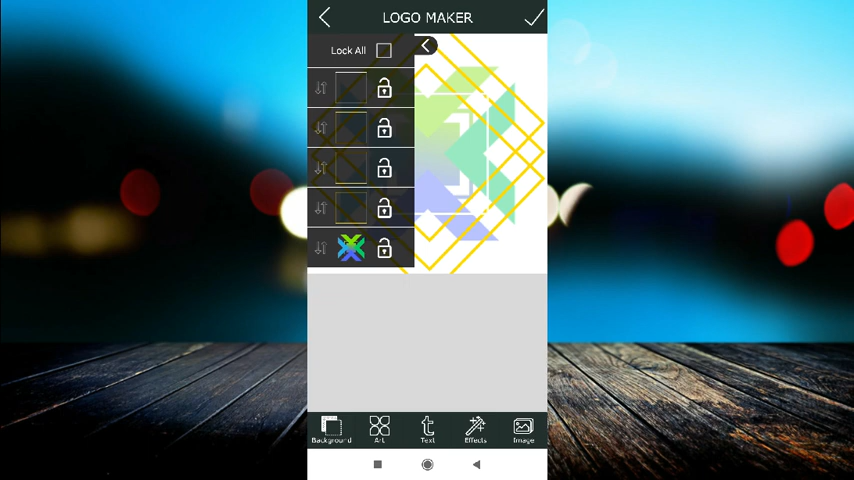 LOGO MAKER
Lock All
Background
Art
Text
Effects
Image